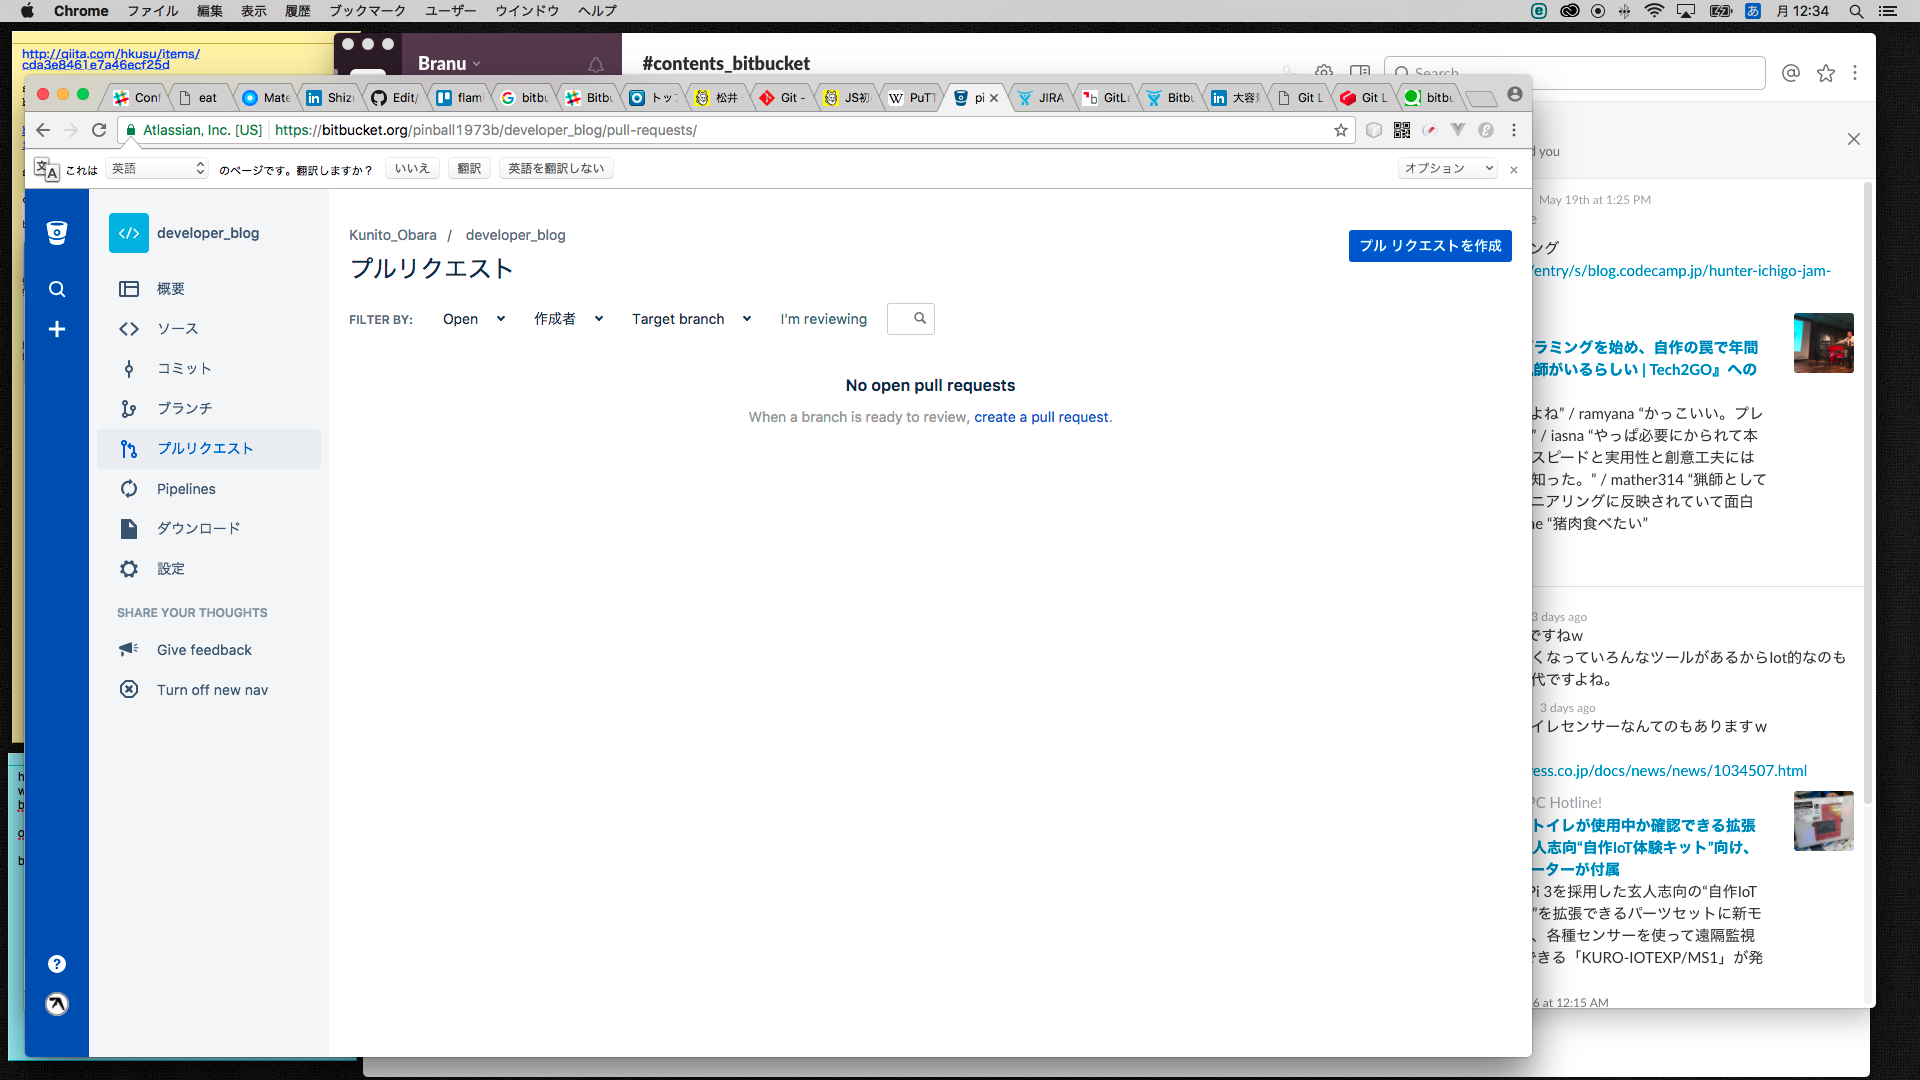 Chrome ファイル 編集 表示 履歴 ブックマーク ユーザー ウインドウ ヘルプ
月 12:34
http://qiita.com/hkusu/items/
cda3e8461e7a46ecf25d
Branu
#contents_bitbucket
Search
Conf
eat
Mate
Shizu
Edit/
flami
bitbu
Bitbu
トップ
松井
Git -
JS初
PuTT
pi
JIRA
GitLa
Bitbu
大容
Git L
Git L
bitbu
Atlassian, Inc. [US] https://bitbucket.org/pinball1973b/developer_blog/pull-requests/
これは 英語 のページです。翻訳しますか？ いいえ 翻訳 英語を翻訳しない オプション
developer_blog
概要
ソース
コミット
ブランチ
プルリクエスト
Pipelines
ダウンロード
設定
SHARE YOUR THOUGHTS
Give feedback
Turn off new nav
Kunito_Obara / developer_blog
プルリクエスト
プル リクエストを作成
FILTER BY: Open 作成者 Target branch I'm reviewing
No open pull requests
When a branch is ready to review, create a pull request.
d you
May 19th at 1:25 PM
ング
/entry/s/blog.codecamp.jp/hunter-ichigo-jam-
ラミングを始め、自作の罠で年間
師がいるらしい | Tech2GO』への
よね” / ramyana “かっこいい。プレ
” / iasna “やっぱ必要にかられて本
スピードと実用性と創意工夫には
知った。” / mather314 “猟師として
ニアリングに反映されていて面白
ae “猪肉食べたい”
3 days ago
ですねw
くなっていろんなツールがあるからIot的なのも
代ですよね。
3 days ago
イレセンサーなんてのもありますｗ
ress.co.jp/docs/news/news/1034507.html
PC Hotline!
トイレが使用中か確認できる拡張
人志向“自作IoT体験キット”向け、
ーターが付属
Pi 3を採用した玄人志向の“自作IoT
”を拡張できるパーツセットに新モ
、各種センサーを使って遠隔監視
できる「KURO-IOTEXP/MS1」が発
6 at 12:15 AM